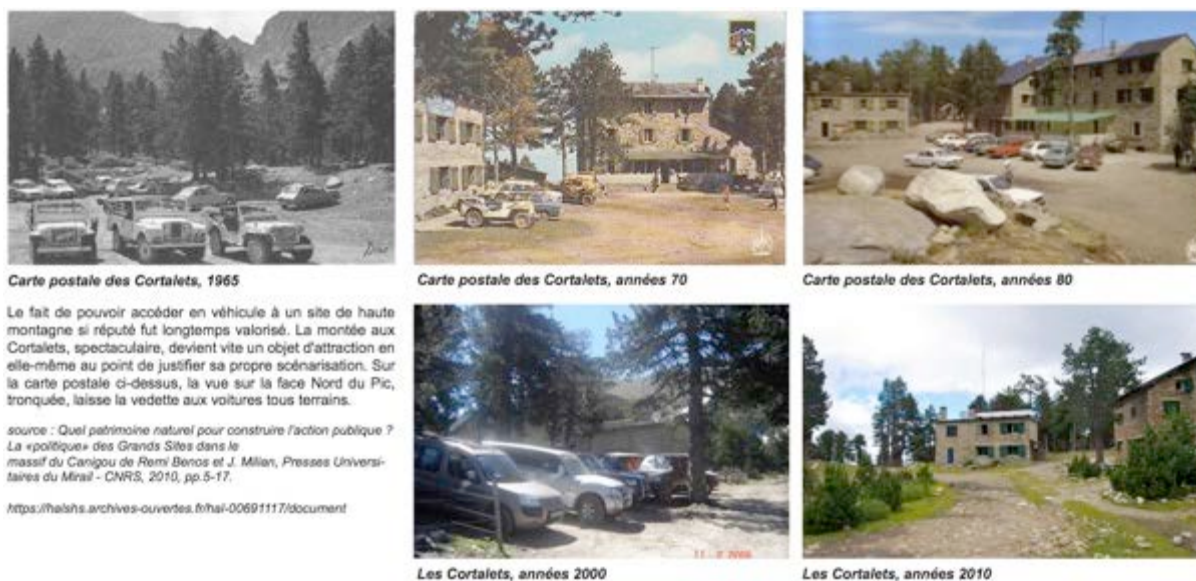 Carte postale des Cortalets, 1965
Carte postale des Cortalets, années 70
Carte postale des Cortalets, années 80
Le fait de pouvoir accéder en véhicule à un site de haute
montagne si réputé fut longtemps valorisé. La montée aux
Cortalets, spectaculaire, devient vite un objet d'attraction en
elle-même au point de justifier sa propre scénarisation. Sur
la carte postale ci-dessus, la vue sur la face Nord du Pic,
tronquée, laisse la vedette aux voitures tous terrains.
source : Quel patrimoine naturel pour construire l'action publique ?
La «politique» des Grands Sites dans le
massif du Canigou de Remi Benos et J. Milian, Presses Universi-
taires du Mirail - CNRS, 2010, pp.5-17.
https://halshs.archives-ouvertes.fr/hal-00691117/document
Les Cortalets, années 2000
Les Cortalets, années 2010